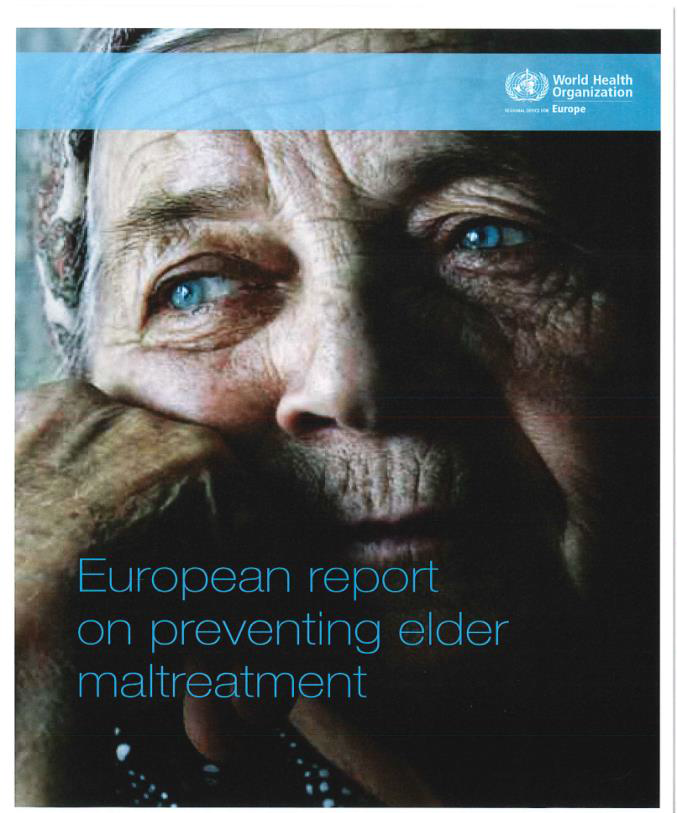 World Health
Organization
REGIONAL OFFICE FOR Europe
European report
on preventing elder
maltreatment